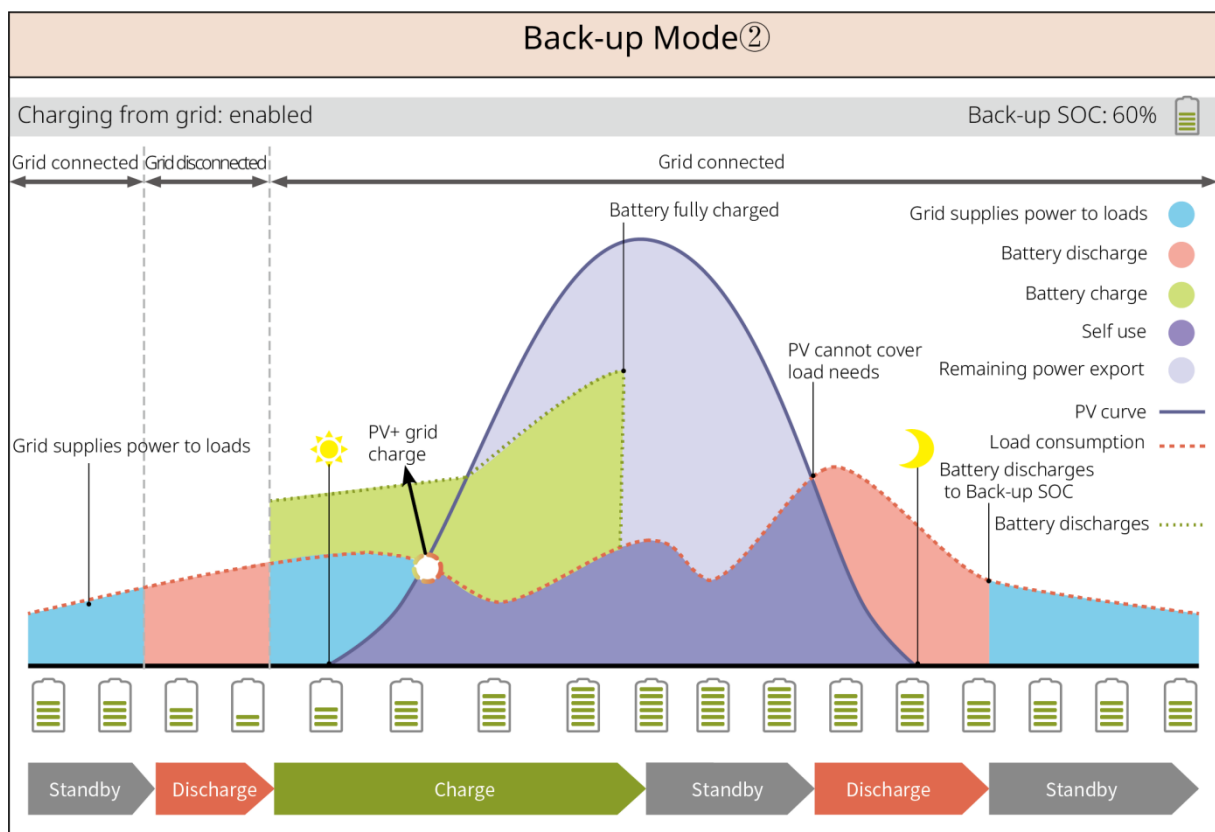 Back-up Mode②
Charging from grid: enabled
Back-up SOC: 60%
Grid connected
Grid disconnected
Grid connected
Battery fully charged
Grid supplies power to loads
Battery discharge
Battery charge
Self use
PV cannot cover
load needs
Remaining power export
PV curve
Load consumption
Grid supplies power to loads
PV+ grid
charge
Battery discharges
to Back-up SOC
Battery discharges
Standby
Discharge
Charge
Standby
Discharge
Standby